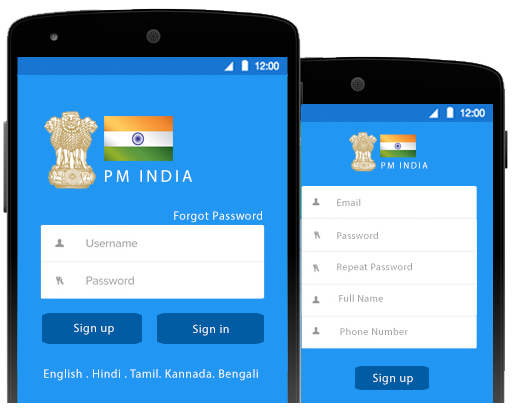 12:00
PM INDIA
Forgot Password
Username
Password
Sign up
Sign in
English . Hindi . Tamil. Kannada. Bengali
12:00
PM INDIA
Email
Password
Repeat Password
Full Name
Phone Number
Sign up